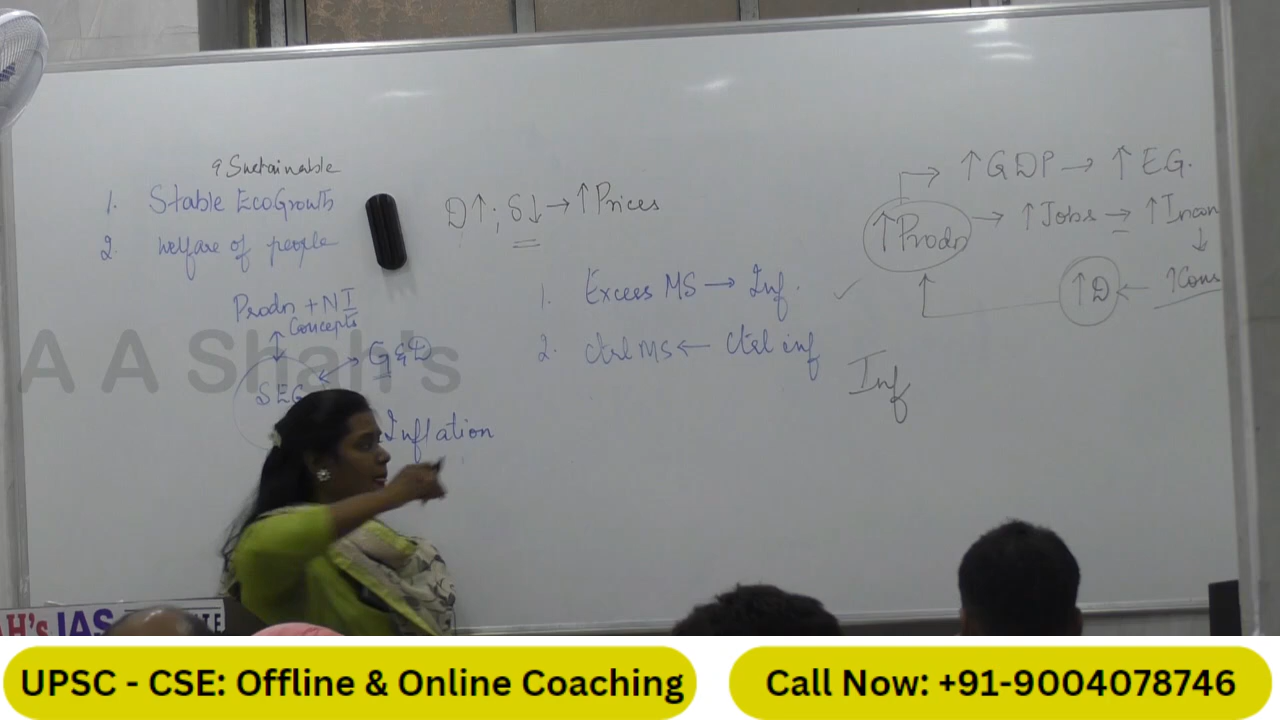 & Sustainable
1. Stable EcoGrowth
2. Welfare of people
Prodn + NI
Concepts
SEG
G & D
Inflation
D↑ ; S↓ → ↑ Prices
1. Excess MS → Inf. ✓
2. Ctrl MS ← Ctrl inf
Inf
↑ GDP → ↑ E.G.
↑ Prodn → ↑ Jobs → ↑ Incom
↑ D ← ↑ Cons
A A Shah's
H's IAS
UPSC - CSE: Offline & Online Coaching
Call Now: +91-9004078746